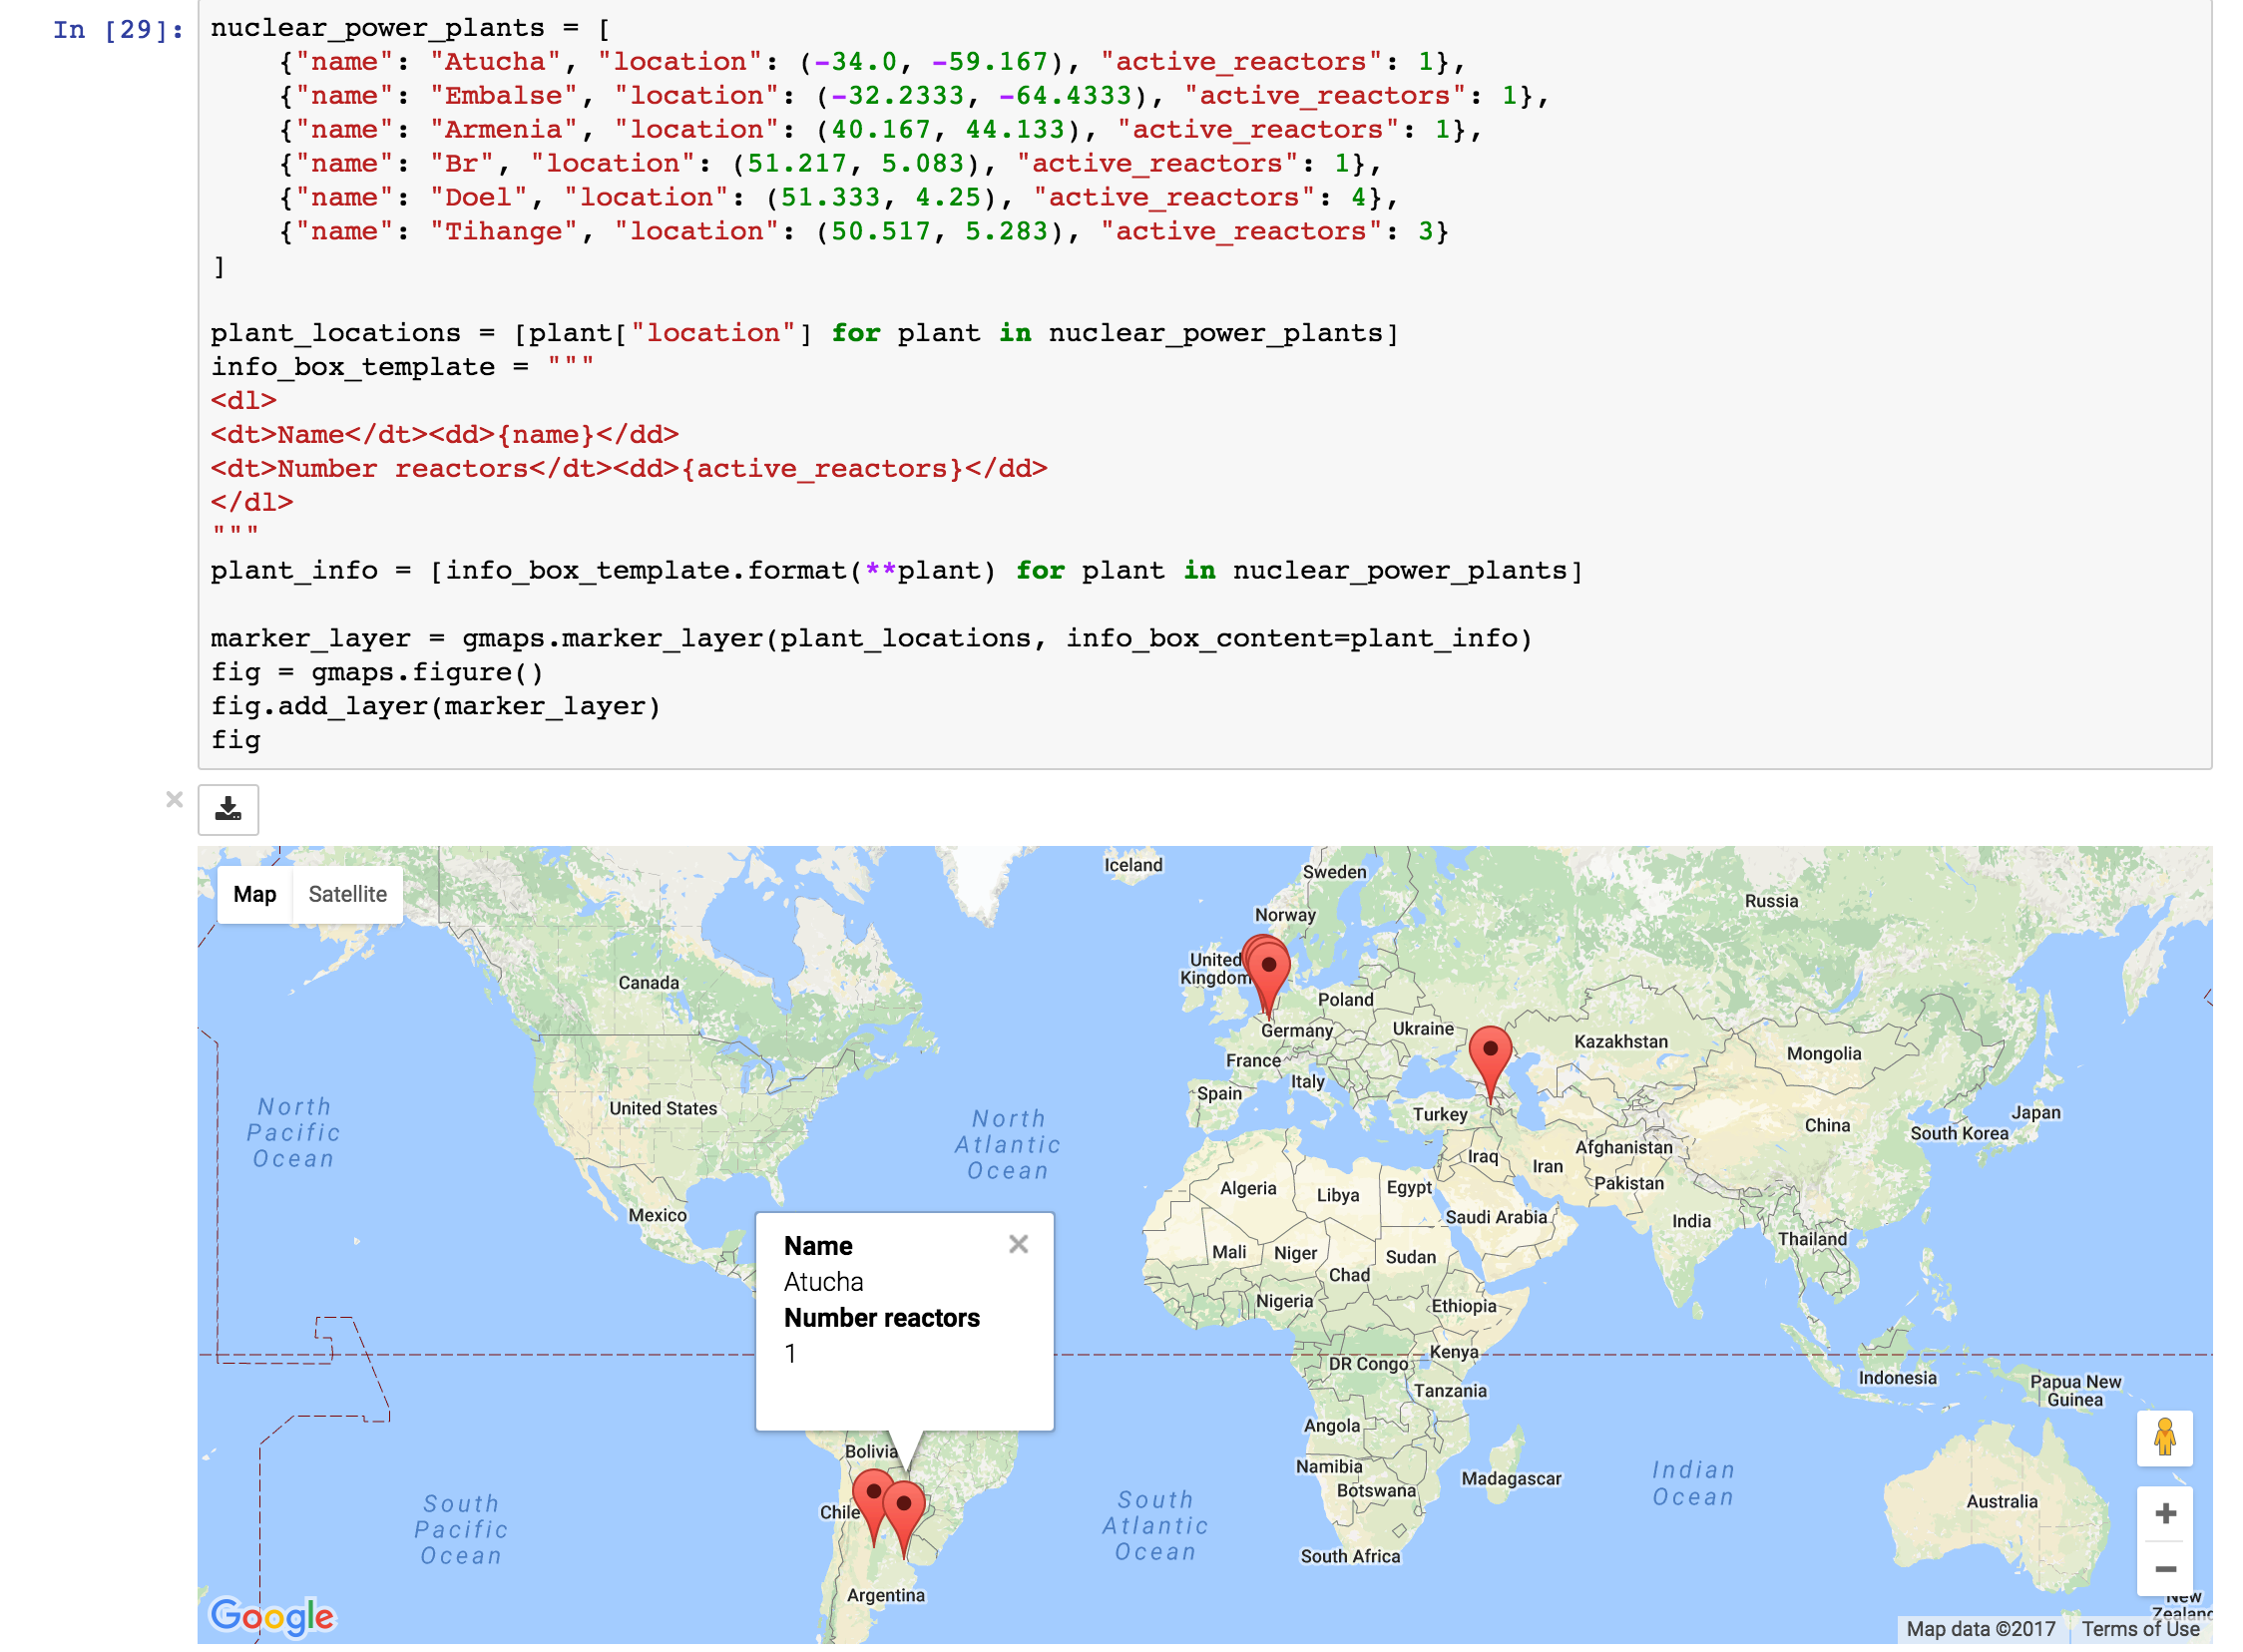 In [29]:
nuclear_power_plants = [
    {"name": "Atucha", "location": (-34.0, -59.167), "active_reactors": 1},
    {"name": "Embalse", "location": (-32.2333, -64.4333), "active_reactors": 1},
    {"name": "Armenia", "location": (40.167, 44.133), "active_reactors": 1},
    {"name": "Br", "location": (51.217, 5.083), "active_reactors": 1},
    {"name": "Doel", "location": (51.333, 4.25), "active_reactors": 4},
    {"name": "Tihange", "location": (50.517, 5.283), "active_reactors": 3}
]
plant_locations = [plant["location"] for plant in nuclear_power_plants]
info_box_template = """
<dl>
<dt>Name</dt><dd>{name}</dd>
<dt>Number reactors</dt><dd>{active_reactors}</dd>
</dl>
"""
plant_info = [info_box_template.format(**plant) for plant in nuclear_power_plants]
marker_layer = gmaps.marker_layer(plant_locations, info_box_content=plant_info)
fig = gmaps.figure()
fig.add_layer(marker_layer)
fig
Map
Satellite
Iceland
Sweden
Norway
Russia
United
Kingdom
Canada
Poland
Germany
Ukraine
Kazakhstan
Mongolia
France
Italy
Spain
Turkey
United States
North
Pacific
Ocean
North
Atlantic
Ocean
China
South Korea
Japan
Afghanistan
Iraq
Iran
Pakistan
Algeria
Libya
Egypt
Saudi Arabia
India
Thailand
Mexico
Mali
Niger
Chad
Sudan
Nigeria
Ethiopia
Name
Atucha
Number reactors
1
DR Congo
Kenya
Tanzania
Indonesia
Papua New
Guinea
Angola
Namibia
Botswana
Madagascar
Bolivia
Chile
Argentina
South
Pacific
Ocean
South
Atlantic
Ocean
Indian
Ocean
South Africa
Australia
New
Zealand
Google
Map data ©2017
Terms of Use